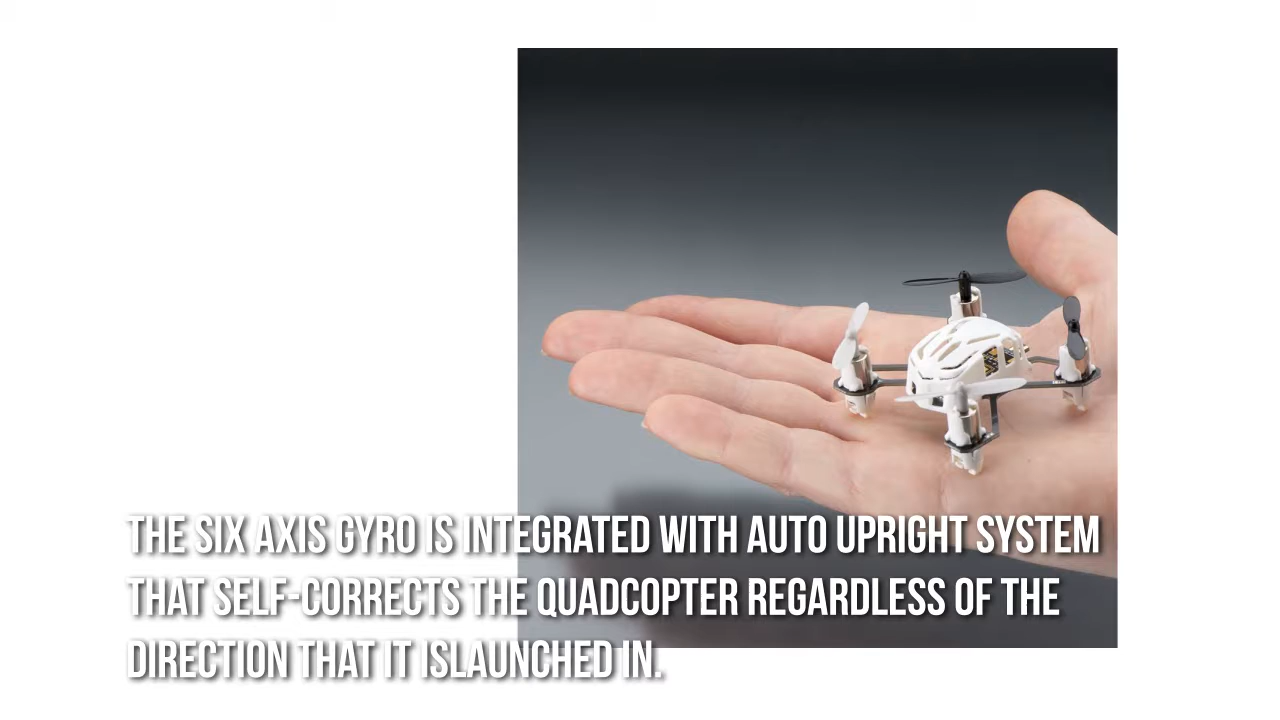 THE SIX AXIS GYRO IS INTEGRATED WITH AUTO UPRIGHT SYSTEM
THAT SELF-CORRECTS THE QUADCOPTER REGARDLESS OF THE
DIRECTION THAT IT ISLAUNCHED IN.